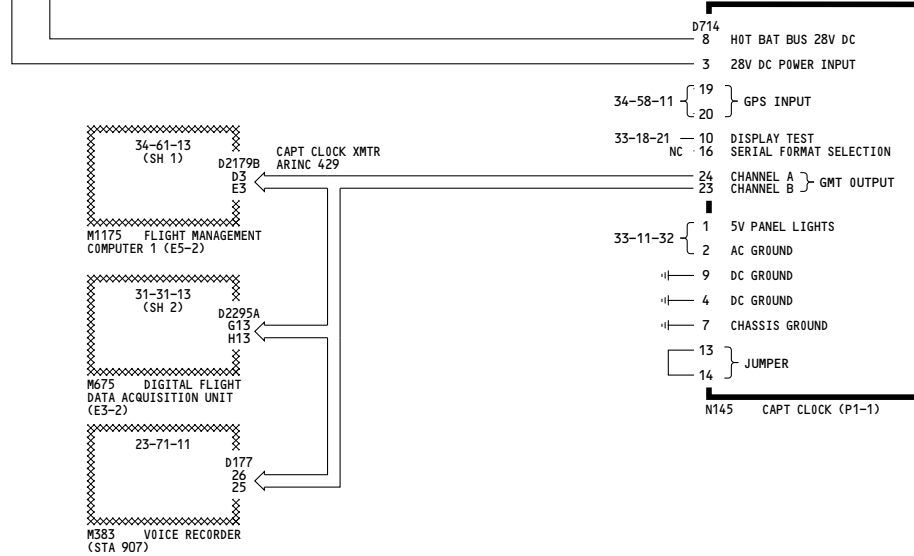 D714
8 HOT BAT BUS 28V DC
3 28V DC POWER INPUT
34-58-11 19 GPS INPUT
20
33-18-21 10 DISPLAY TEST
NC 16 SERIAL FORMAT SELECTION
24 CHANNEL A GMT OUTPUT
23 CHANNEL B
33-11-32 1 5V PANEL LIGHTS
2 AC GROUND
9 DC GROUND
4 DC GROUND
7 CHASSIS GROUND
13 JUMPER
14
N145 CAPT CLOCK (P1-1)
CAPT CLOCK XMTR
ARINC 429
34-61-13
(SH 1)
D2179B
D3
E3
M1175 FLIGHT MANAGEMENT
COMPUTER 1 (E5-2)
31-31-13
(SH 2)
D2295A
G13
H13
M675 DIGITAL FLIGHT
DATA ACQUISITION UNIT
(E3-2)
23-71-11
D177
26
25
M383 VOICE RECORDER
(STA 907)